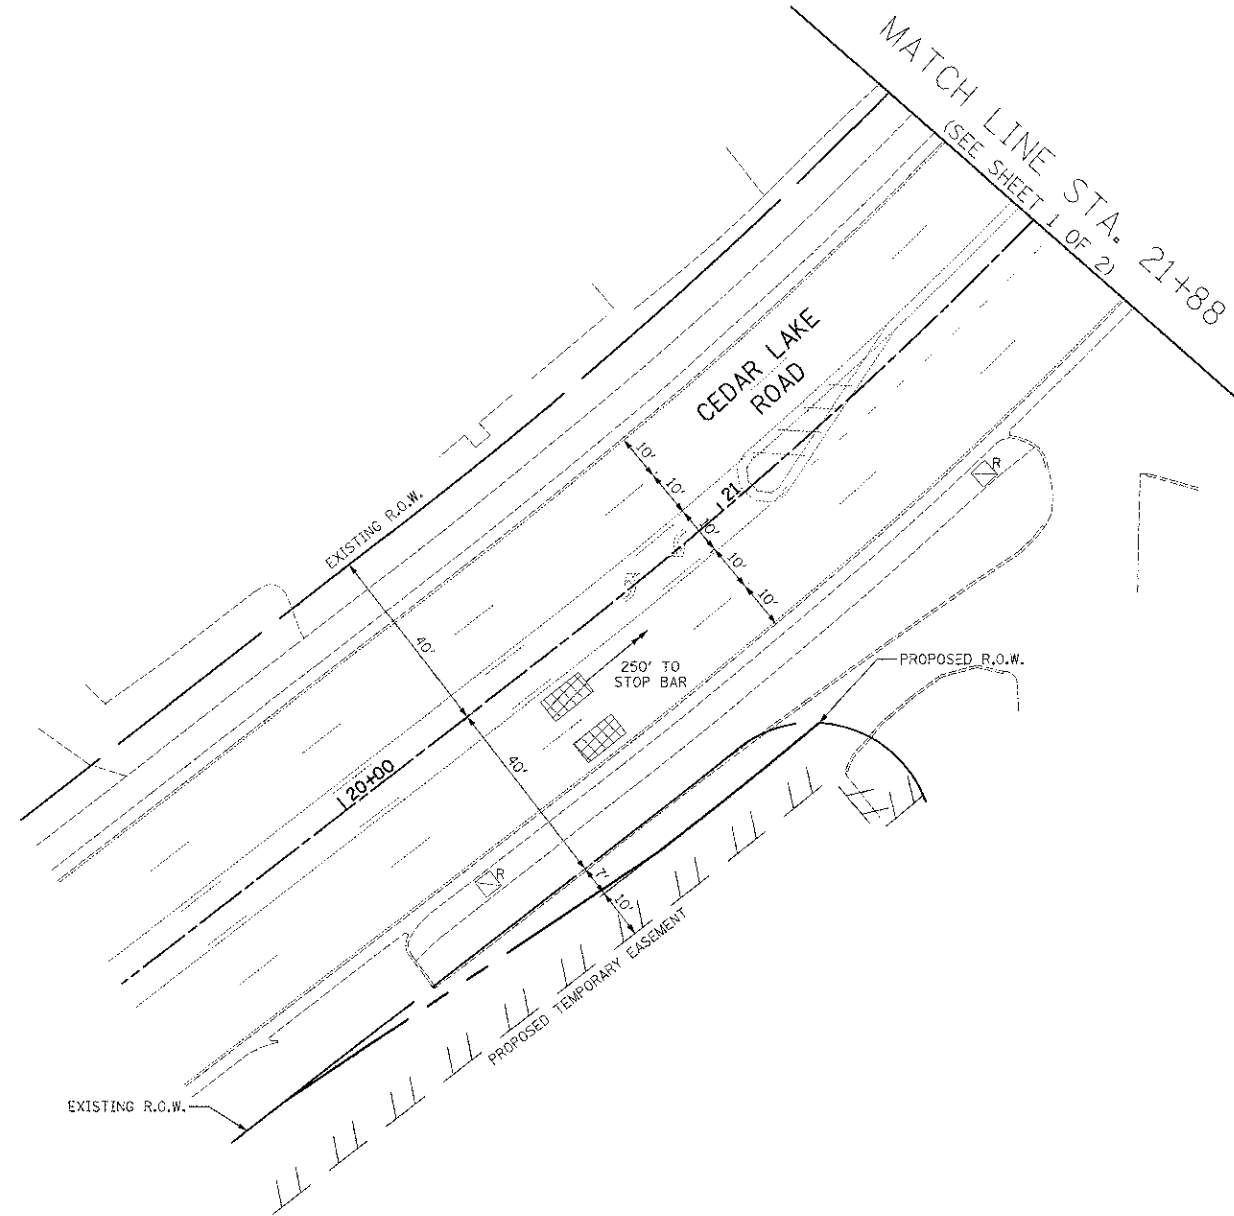 MATCH LINE STA. 21+88
(SEE SHEET 1 OF 2)
CEDAR LAKE
ROAD
10'
10'
21
10'
10'
10'
R
EXISTING R.O.W.
40'
250' TO
STOP BAR
PROPOSED R.O.W.
40'
20+00
R
7'
10'
PROPOSED TEMPORARY EASEMENT
EXISTING R.O.W.